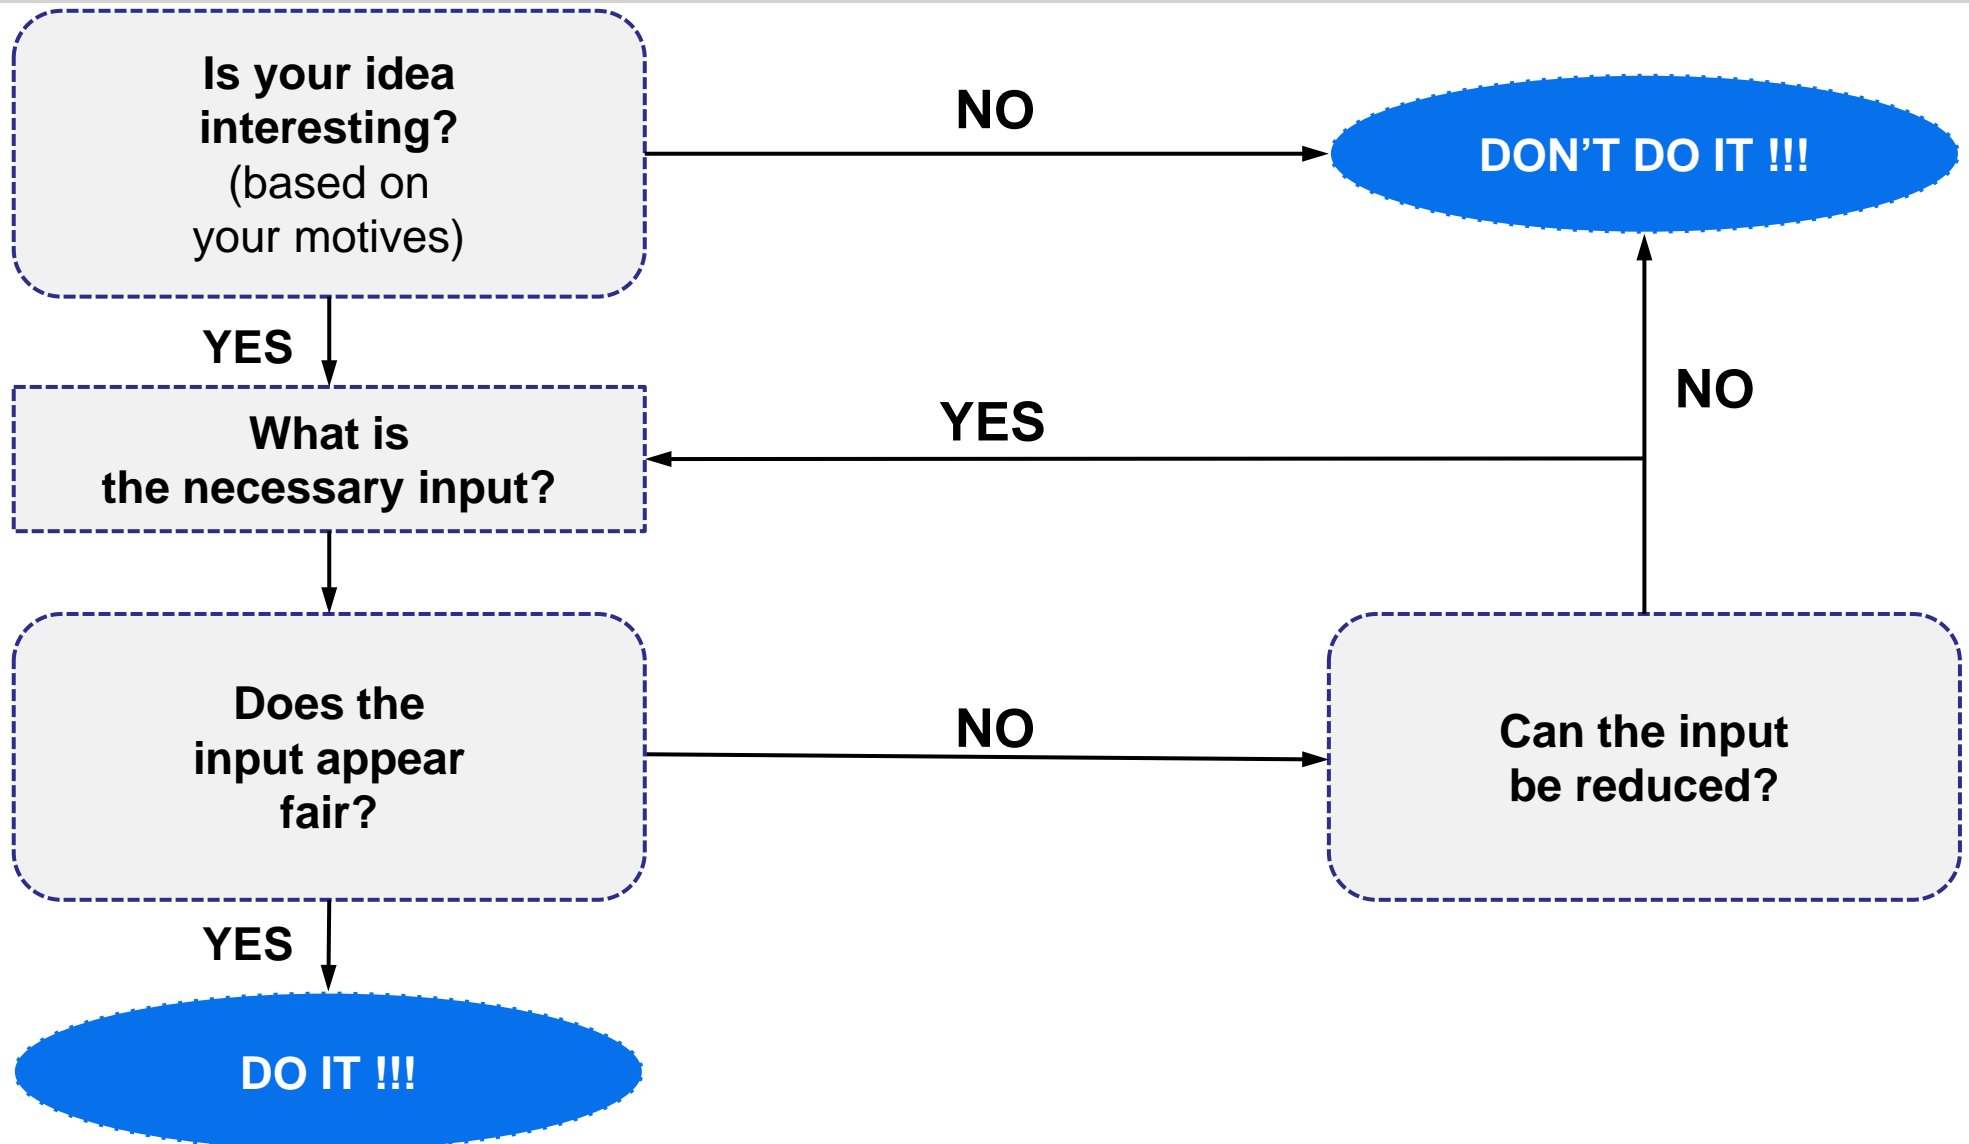 Is your idea
interesting?
(based on
your motives)
NO
DON’T DO IT !!!
YES
What is
the necessary input?
YES
NO
Does the
input appear
fair?
NO
Can the input
be reduced?
YES
DO IT !!!